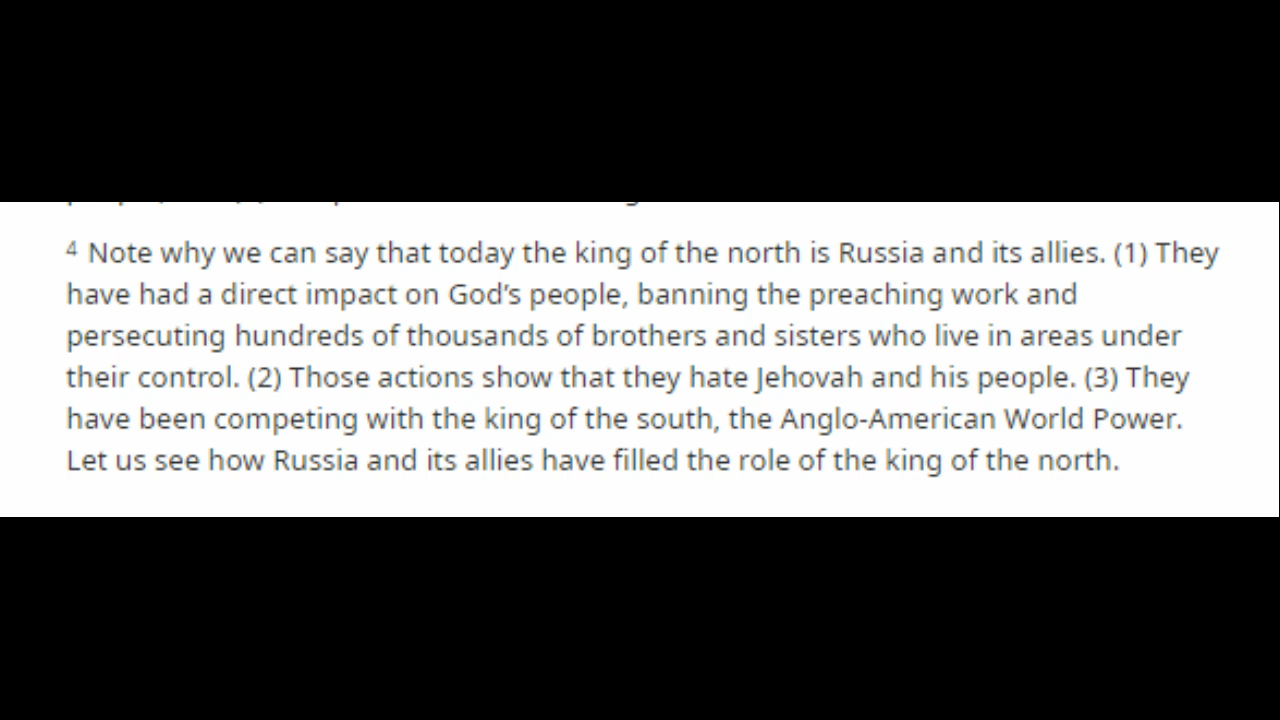 4 Note why we can say that today the king of the north is Russia and its allies. (1) They
have had a direct impact on God’s people, banning the preaching work and
persecuting hundreds of thousands of brothers and sisters who live in areas under
their control. (2) Those actions show that they hate Jehovah and his people. (3) They
have been competing with the king of the south, the Anglo-American World Power.
Let us see how Russia and its allies have filled the role of the king of the north.